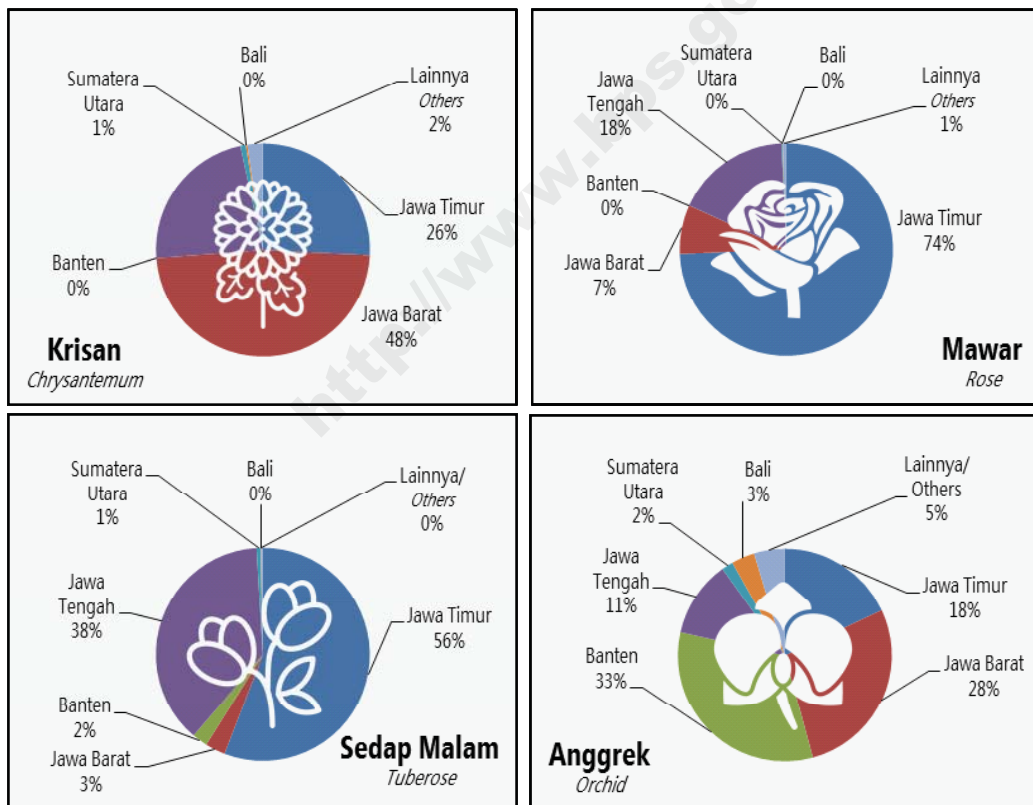 Bali
0%
Sumatera
Utara
1%
Lainnya
Others
2%
Jawa Timur
26%
Banten
0%
Jawa Barat
48%
Krisan
Chrysantemum
Sumatera
Utara
0%
Bali
0%
Jawa
Tengah
18%
Lainnya
Others
1%
Banten
0%
Jawa Timur
74%
Jawa Barat
7%
Mawar
Rose
Sumatera
Utara
1%
Bali
0%
Lainnya/
Others
0%
Jawa
Tengah
38%
Jawa Timur
56%
Banten
2%
Jawa Barat
3%
Sedap Malam
Tuberose
Sumatera
Utara
2%
Bali
3%
Lainnya/
Others
5%
Jawa
Tengah
11%
Jawa Timur
18%
Banten
33%
Jawa Barat
28%
Anggrek
Orchid